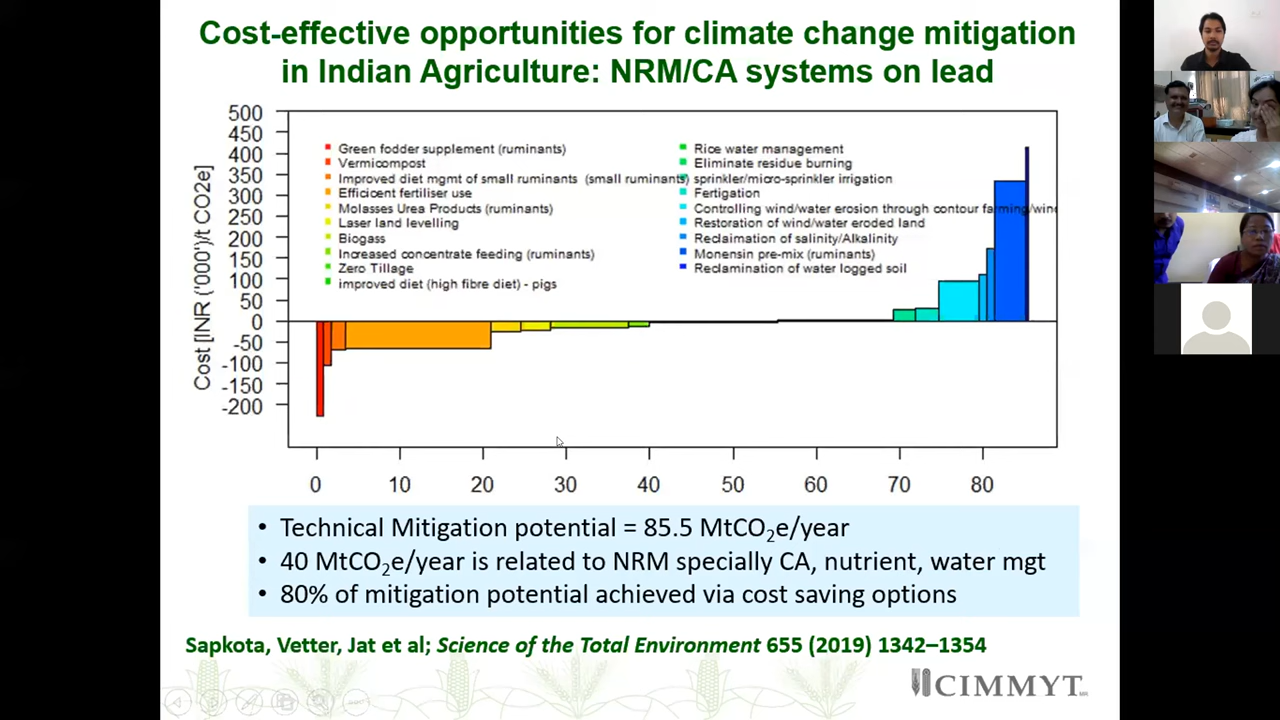 Cost-effective opportunities for climate change mitigation
in Indian Agriculture: NRM/CA systems on lead
Cost [INR ('000')/t CO2e]
500
450
400
350
300
250
200
150
100
50
0
-50
-100
-150
-200
Green fodder supplement (ruminants)
Vermicompost
Improved diet mgmt of small ruminants (small ruminants)
Efficicent fertiliser use
Molasses Urea Products (ruminants)
Laser land levelling
Biogass
Increased concentrate feeding (ruminants)
Zero Tillage
improved diet (high fibre diet) - pigs
Rice water management
Eliminate residue burning
sprinkler/micro-sprinkler irrigation
Fertigation
Controlling wind/water erosion through contour farming/wind
Restoration of wind/water eroded land
Reclaimation of salinity/Alkalinity
Monensin pre-mix (ruminants)
Reclamination of water logged soil
0 10 20 30 40 50 60 70 80
• Technical Mitigation potential = 85.5 MtCO₂e/year
• 40 MtCO₂e/year is related to NRM specially CA, nutrient, water mgt
• 80% of mitigation potential achieved via cost saving options
Sapkota, Vetter, Jat et al; Science of the Total Environment 655 (2019) 1342–1354
CIMMYT